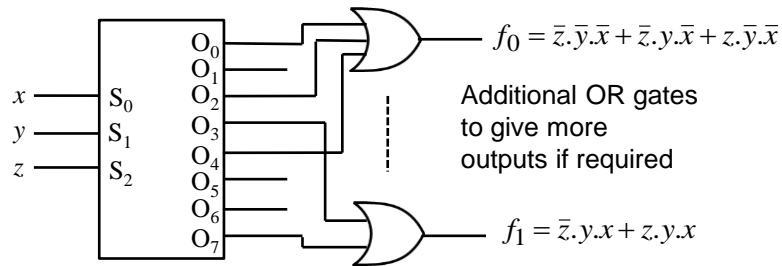 O₀
O₁
O₂
O₃
O₄
O₅
O₆
O₇
x
y
z
S₀
S₁
S₂
f₀ = z̅.y̅.x̅ + z̅.y.x̅ + z.y̅.x̅
Additional OR gates
to give more
outputs if required
f₁ = z̅.y.x + z.y.x